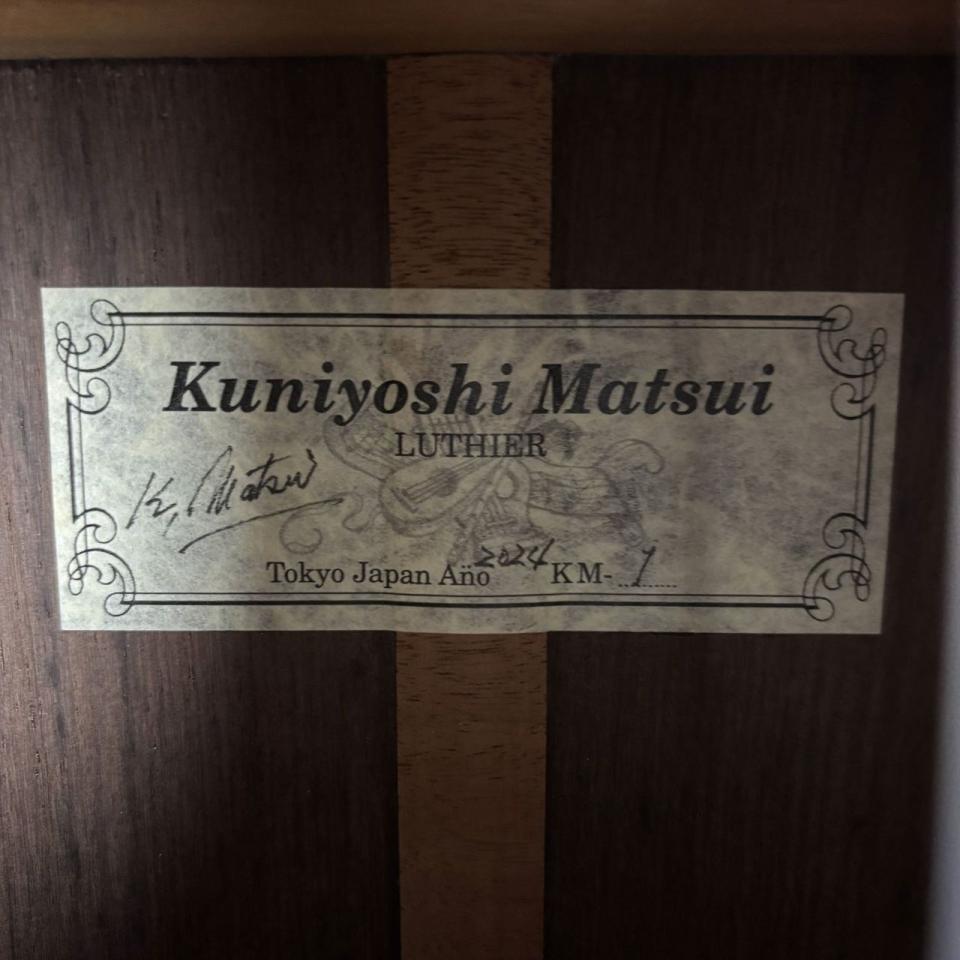 Kuniyoshi Matsui
LUTHIER
K. Matsui
Tokyo Japan Año 2024 KM-1